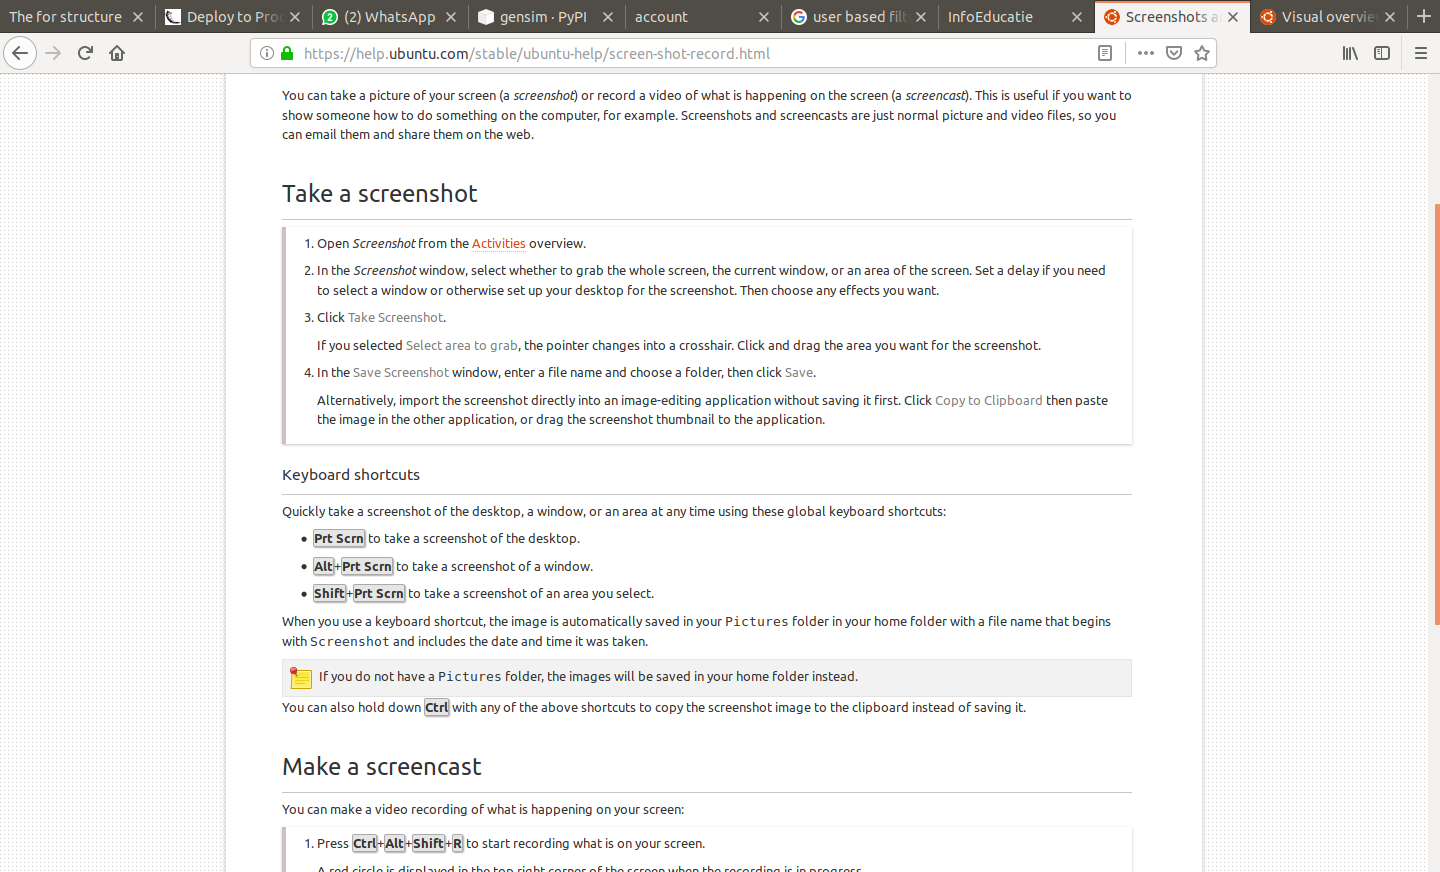 The for structure
Deploy to Pro
(2) WhatsApp
gensim · PyPI
account
user based filt
InfoEducatie
Screenshots a
Visual overvie
https://help.ubuntu.com/stable/ubuntu-help/screen-shot-record.html
You can take a picture of your screen (a screenshot) or record a video of what is happening on the screen (a screencast). This is useful if you want to
show someone how to do something on the computer, for example. Screenshots and screencasts are just normal picture and video files, so you
can email them and share them on the web.
Take a screenshot
1. Open Screenshot from the Activities overview.
2. In the Screenshot window, select whether to grab the whole screen, the current window, or an area of the screen. Set a delay if you need
to select a window or otherwise set up your desktop for the screenshot. Then choose any effects you want.
3. Click Take Screenshot.
If you selected Select area to grab, the pointer changes into a crosshair. Click and drag the area you want for the screenshot.
4. In the Save Screenshot window, enter a file name and choose a folder, then click Save.
Alternatively, import the screenshot directly into an image-editing application without saving it first. Click Copy to Clipboard then paste
the image in the other application, or drag the screenshot thumbnail to the application.
Keyboard shortcuts
Quickly take a screenshot of the desktop, a window, or an area at any time using these global keyboard shortcuts:
• Prt Scrn to take a screenshot of the desktop.
• Alt+Prt Scrn to take a screenshot of a window.
• Shift+Prt Scrn to take a screenshot of an area you select.
When you use a keyboard shortcut, the image is automatically saved in your Pictures folder in your home folder with a file name that begins
with Screenshot and includes the date and time it was taken.
If you do not have a Pictures folder, the images will be saved in your home folder instead.
You can also hold down Ctrl with any of the above shortcuts to copy the screenshot image to the clipboard instead of saving it.
Make a screencast
You can make a video recording of what is happening on your screen:
1. Press Ctrl+Alt+Shift+R to start recording what is on your screen.
A red circle is displayed in the top right corner of the screen when the recording is in progress.